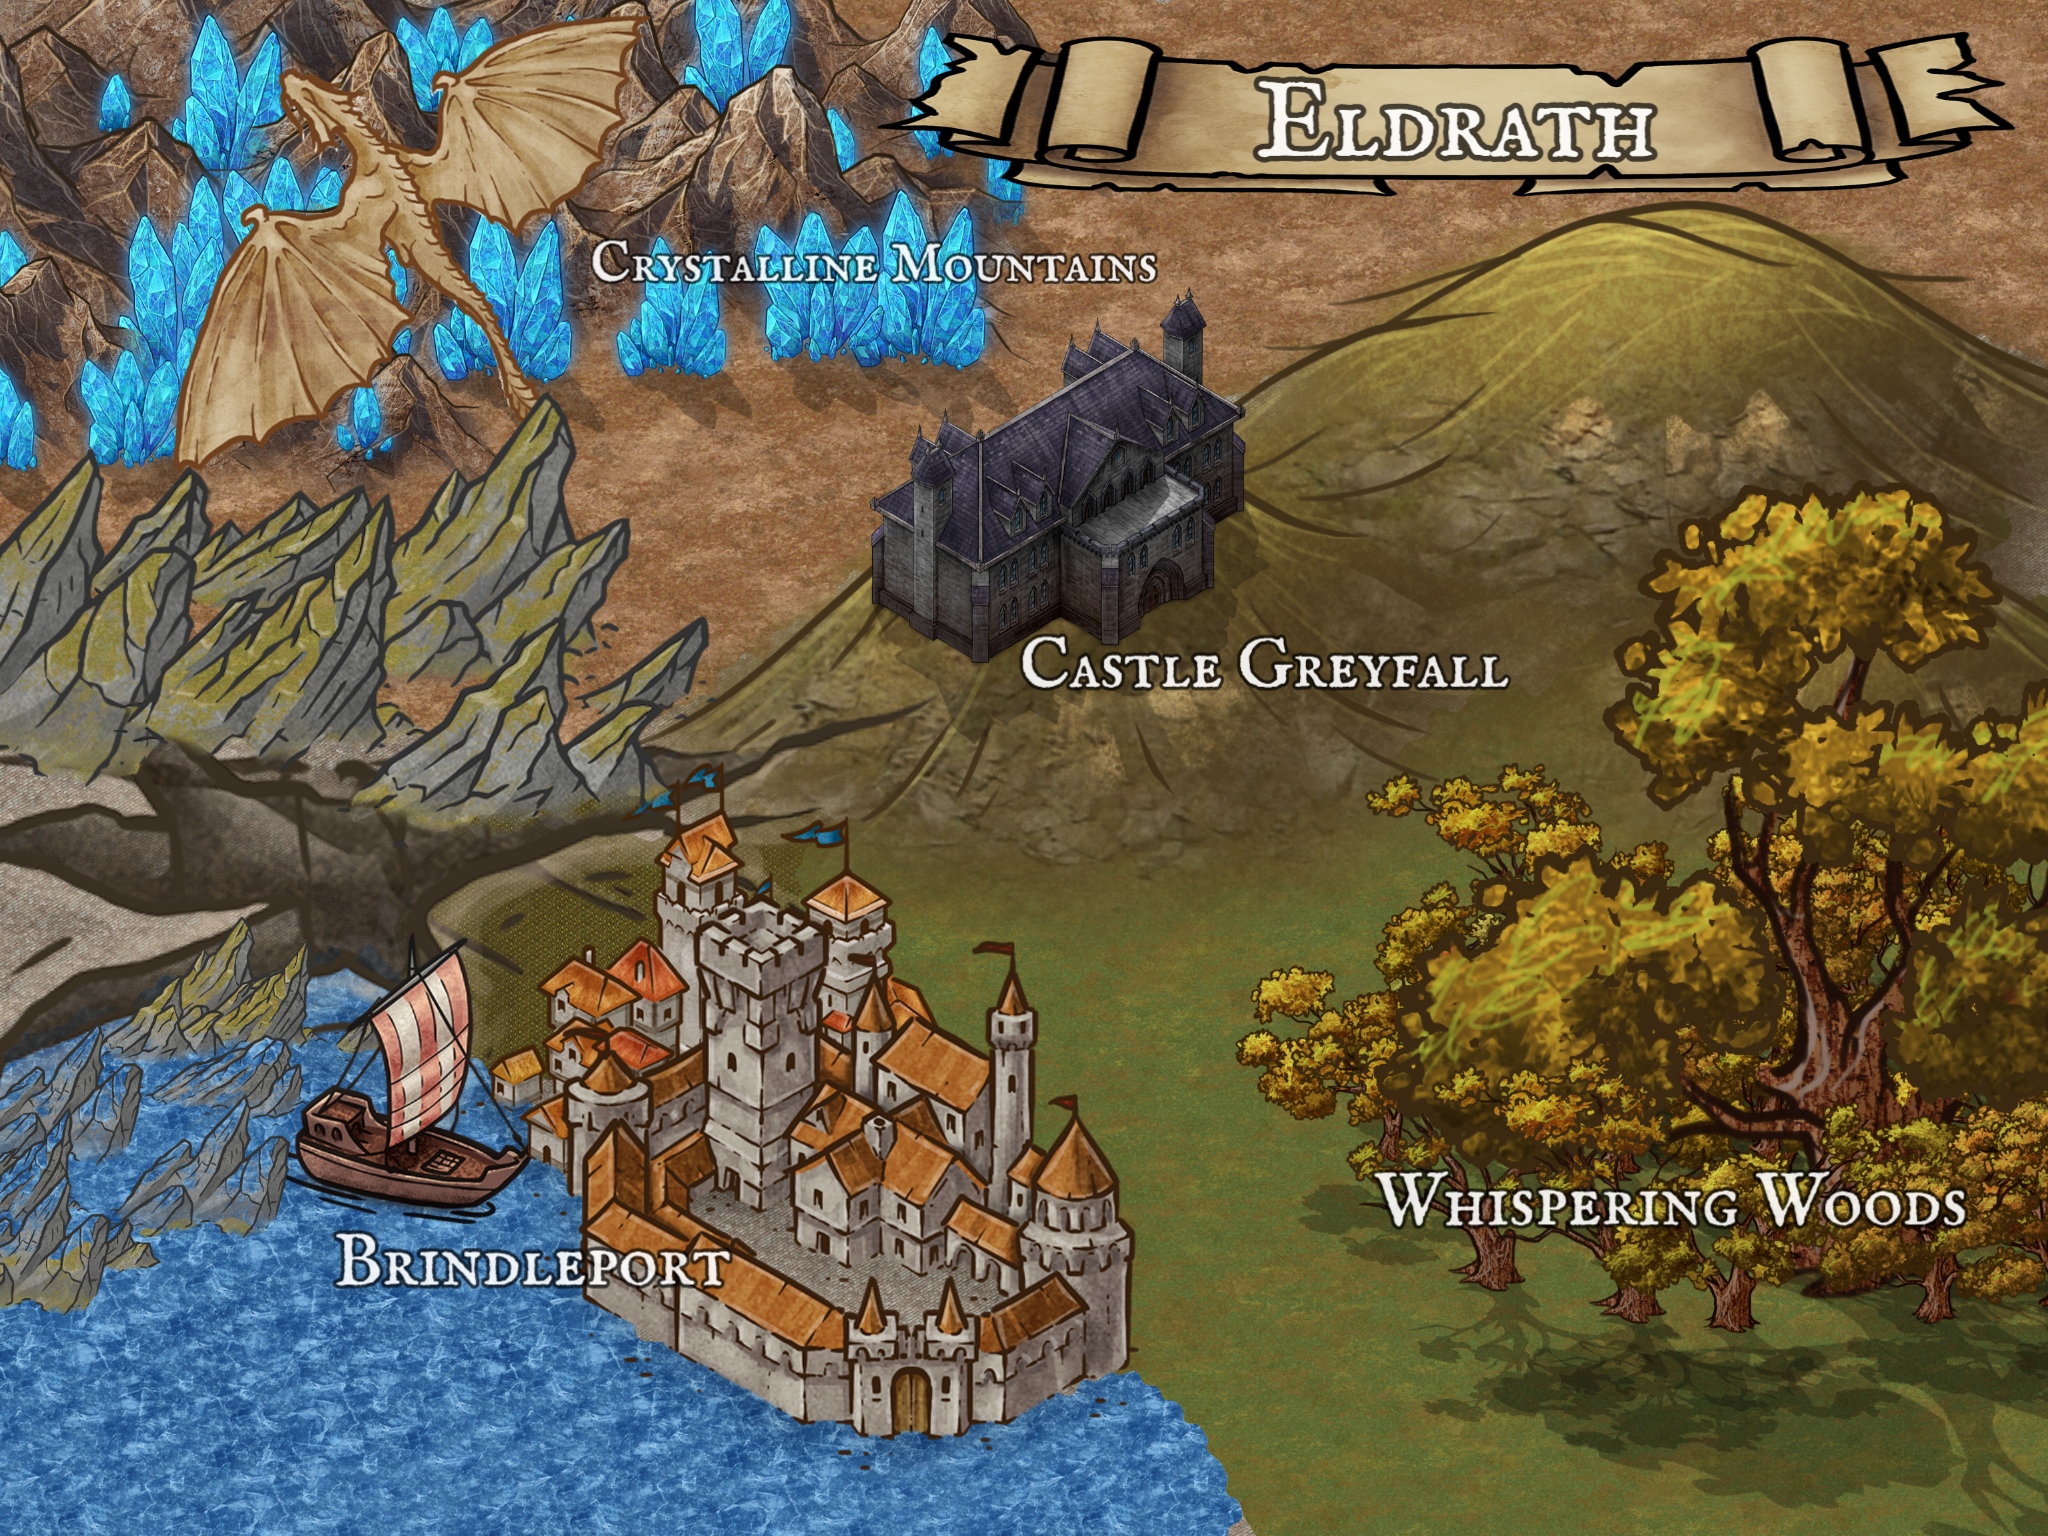 Eldrath
Crystalline Mountains
Castle Greyfall
Whispering Woods
Brindleport